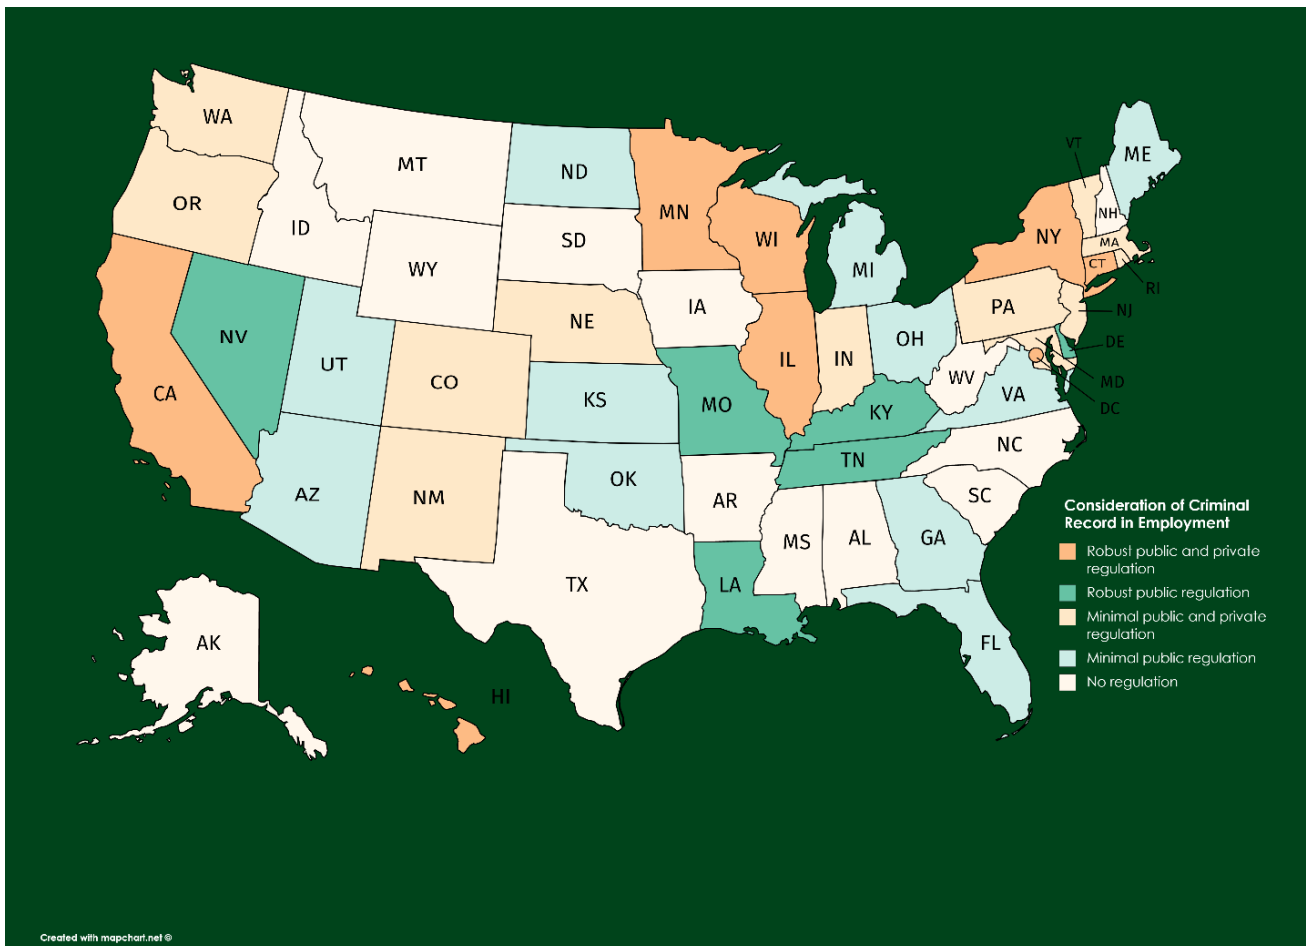 WA
MT
ND
MN
VT
ME
OR
ID
SD
WI
NY
NH
MA
WY
MI
CT
RI
IA
PA
NJ
NV
NE
OH
DE
UT
CO
IL
IN
WV
MD
CA
KS
MO
KY
VA
DC
AZ
NM
OK
TN
NC
AR
SC
MS
AL
GA
TX
LA
FL
AK
HI
Consideration of Criminal
Record in Employment
Robust public and private
regulation
Robust public regulation
Minimal public and private
regulation
Minimal public regulation
No regulation
Created with mapchart.net ©